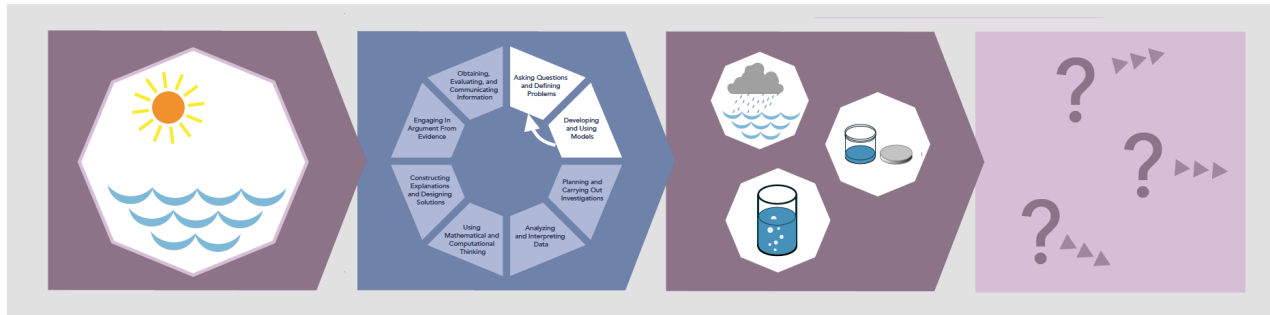 Obtaining,
Evaluating, and
Communicating
Information
Asking Questions
and Defining
Problems
Engaging In
Argument From
Evidence
Developing
and Using
Models
Constructing
Explanations
and Designing
Solutions
Planning and
Carrying Out
Investigations
Using
Mathematical and
Computational
Thinking
Analyzing
and Interpreting
Data
?
?
?